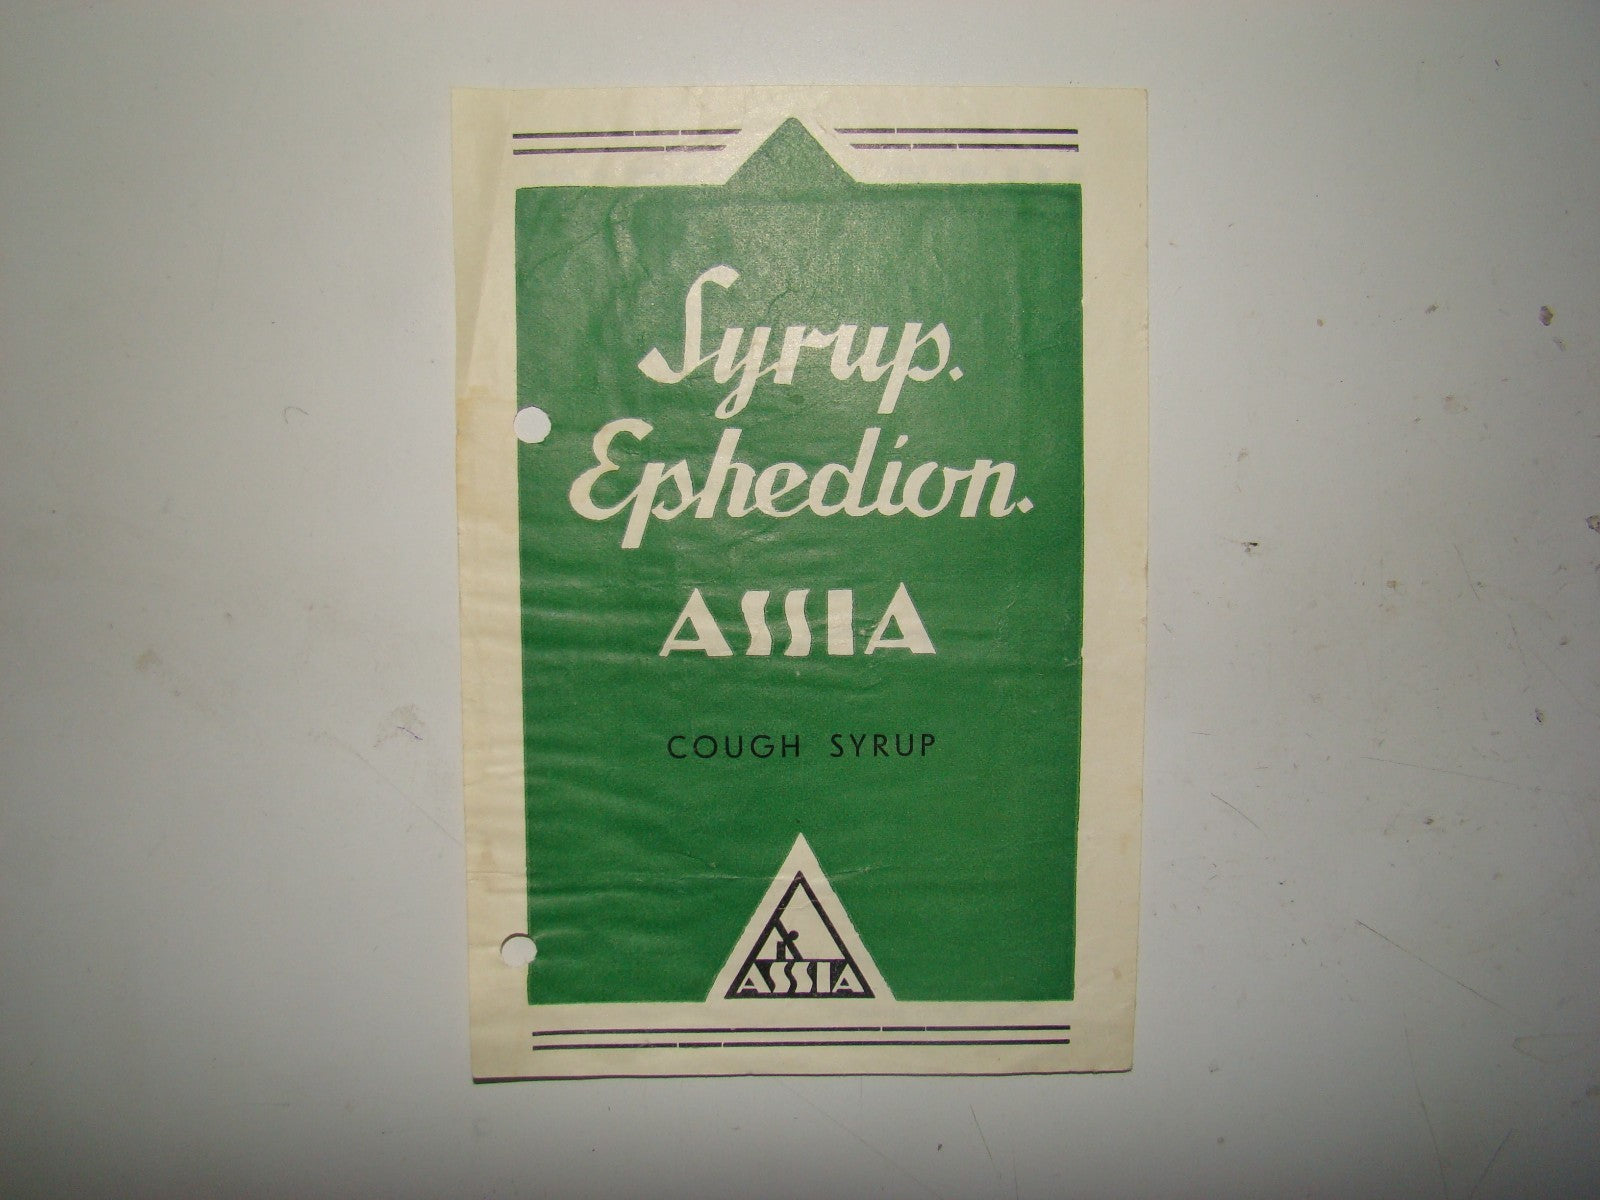 Syrup.
Ephedion.
ASSIA
COUGH SYRUP
ASSIA